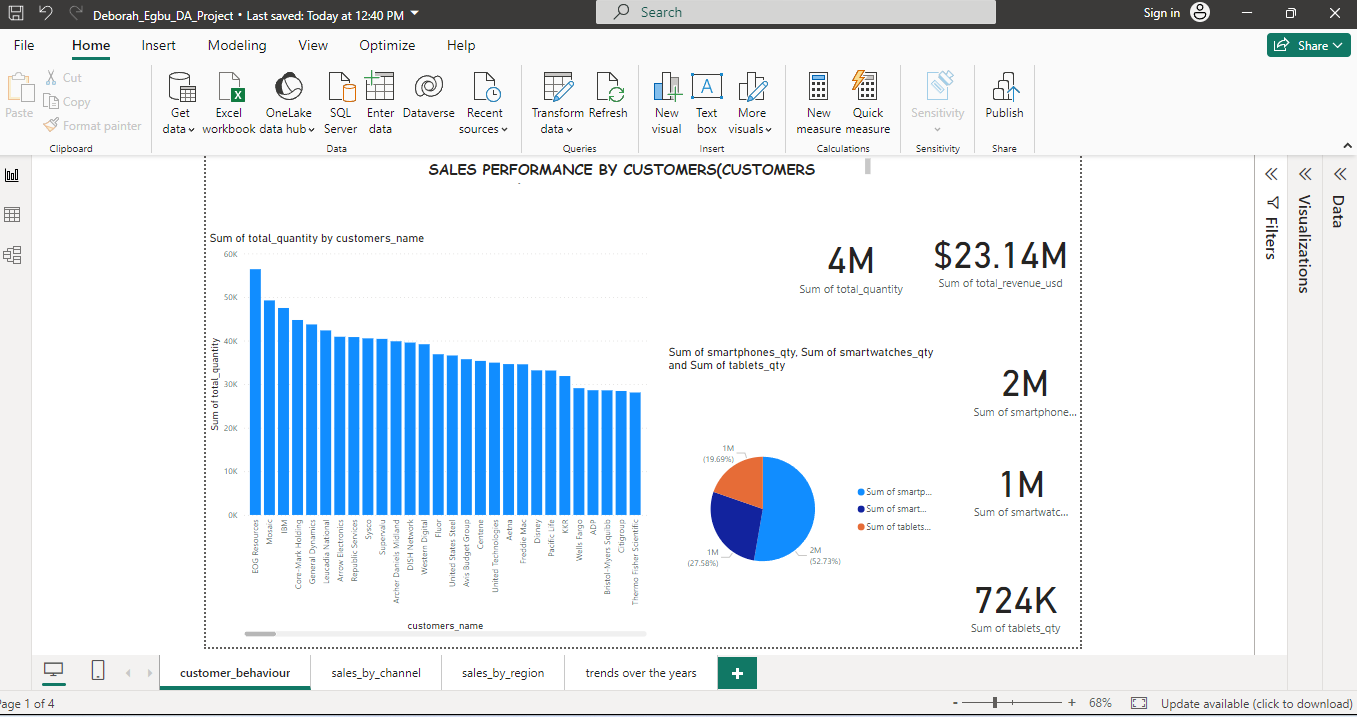 Deborah_Egbu_DA_Project • Last saved: Today at 12:40 PM
Search
Sign in
File
Home
Insert
Modeling
View
Optimize
Help
Share
Paste
Cut
Copy
Format painter
Clipboard
Get data
Excel workbook
OneLake data hub
SQL Server
Enter data
Dataverse
Recent sources
Data
Transform data
Refresh
Queries
New visual
Text box
More visuals
Insert
New measure
Quick measure
Calculations
Sensitivity
Sensitivity
Publish
Share
SALES PERFORMANCE BY CUSTOMERS(CUSTOMERS
Sum of total_quantity by customers_name
60K
50K
40K
30K
20K
10K
0K
Sum of total_quantity
EOG Resources
Mosaic
IBM
Core-Mark Holding
General Dynamics
Leucadia National
Arrow Electronics
Republic Services
Sysco
Supervalu
Archer Daniels Midland
DISH Network
Western Digital
Fluor
United States Steel
Avis Budget Group
Centene
United Technologies
Aetna
Freddie Mac
Disney
Pacific Life
KKR
Wells Fargo
ADP
Bristol-Myers Squibb
Citigroup
Thermo Fisher Scientific
customers_name
4M
Sum of total_quantity
$23.14M
Sum of total_revenue_usd
Sum of smartphones_qty, Sum of smartwatches_qty
and Sum of tablets_qty
1M
(19.69%)
1M
(27.58%)
2M
(52.73%)
Sum of smartp...
Sum of smart...
Sum of tablets...
2M
Sum of smartphone...
1M
Sum of smartwatc...
724K
Sum of tablets_qty
Filters
Visualizations
Data
customer_behaviour
sales_by_channel
sales_by_region
trends over the years
+
age 1 of 4
- + 68%
Update available (click to download)